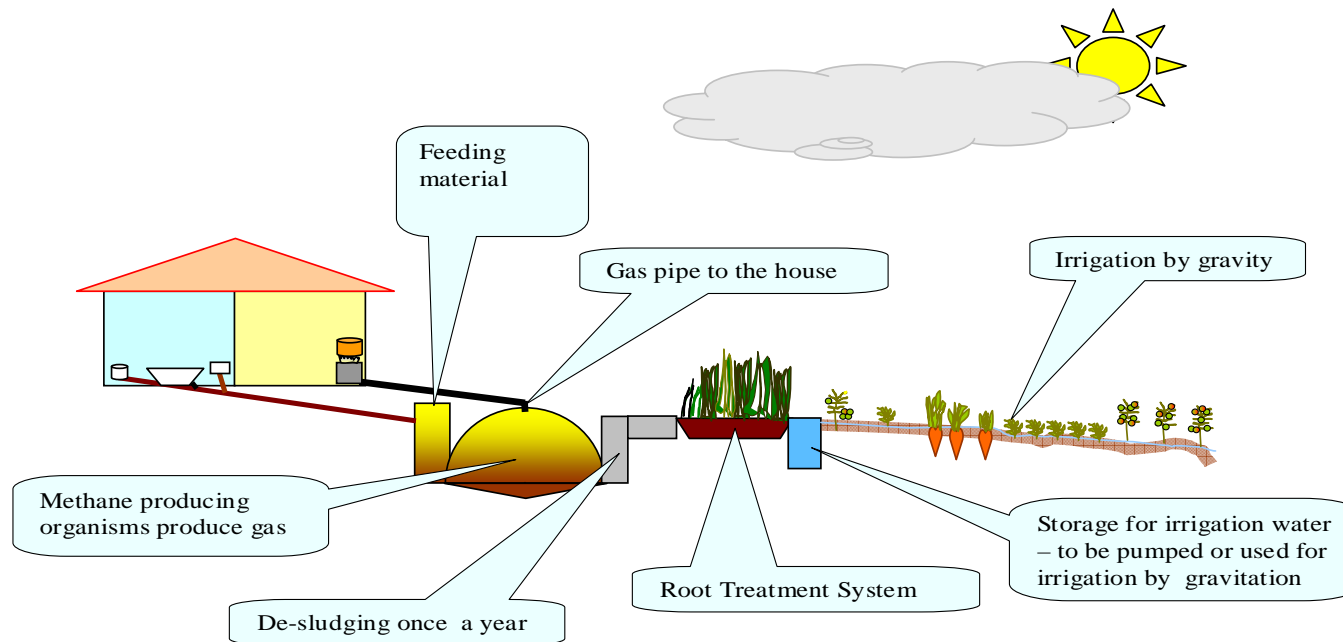 Feeding
material
Gas pipe to the house
Irrigation by gravity
Methane producing
organisms produce gas
De-sludging once a year
Root Treatment System
Storage for irrigation water
– to be pumped or used for
irrigation by gravitation